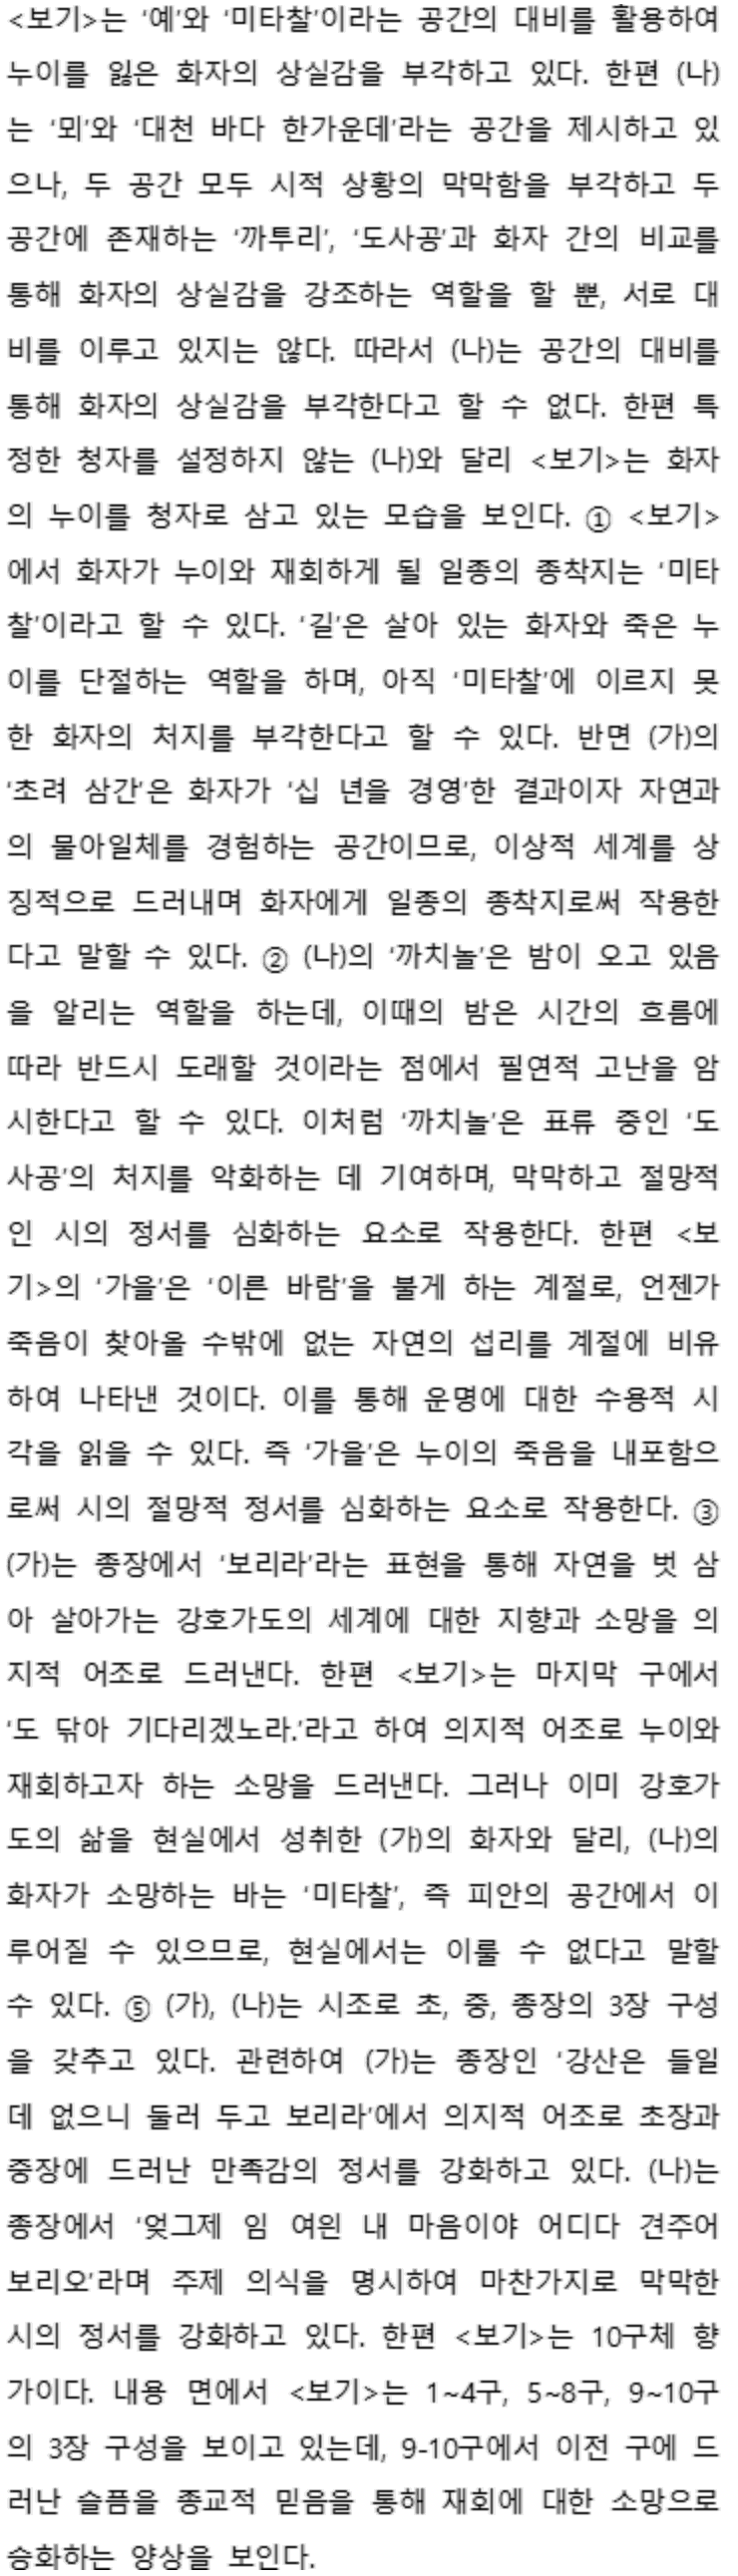 <보기>는 ‘예’와 ‘미타찰’이라는 공간의 대비를 활용하여
누이를 잃은 화자의 상실감을 부각하고 있다. 한편 (나)
는 ‘뫼’와 ‘대천 바다 한가운데’라는 공간을 제시하고 있
으나, 두 공간 모두 시적 상황의 막막함을 부각하고 두
공간에 존재하는 ‘까투리’, ‘도사공’과 화자 간의 비교를
통해 화자의 상실감을 강조하는 역할을 할 뿐, 서로 대
비를 이루고 있지는 않다. 따라서 (나)는 공간의 대비를
통해 화자의 상실감을 부각한다고 할 수 없다. 한편 특
정한 청자를 설정하지 않는 (나)와 달리 <보기>는 화자
의 누이를 청자로 삼고 있는 모습을 보인다. ① <보기>
에서 화자가 누이와 재회하게 될 일종의 종착지는 ‘미타
찰’이라고 할 수 있다. ‘길’은 살아 있는 화자와 죽은 누
이를 단절하는 역할을 하며, 아직 ‘미타찰’에 이르지 못
한 화자의 처지를 부각한다고 할 수 있다. 반면 (가)의
‘초려 삼간’은 화자가 ‘십 년을 경영’한 결과이자 자연과
의 물아일체를 경험하는 공간이므로, 이상적 세계를 상
징적으로 드러내며 화자에게 일종의 종착지로써 작용한
다고 말할 수 있다. ② (나)의 ‘까치놀’은 밤이 오고 있음
을 알리는 역할을 하는데, 이때의 밤은 시간의 흐름에
따라 반드시 도래할 것이라는 점에서 필연적 고난을 암
시한다고 할 수 있다. 이처럼 ‘까치놀’은 표류 중인 ‘도
사공’의 처지를 악화하는 데 기여하며, 막막하고 절망적
인 시의 정서를 심화하는 요소로 작용한다. 한편 <보
기>의 ‘가을’은 ‘이른 바람’을 불게 하는 계절로, 언젠가
죽음이 찾아올 수밖에 없는 자연의 섭리를 계절에 비유
하여 나타낸 것이다. 이를 통해 운명에 대한 수용적 시
각을 읽을 수 있다. 즉 ‘가을’은 누이의 죽음을 내포함으
로써 시의 절망적 정서를 심화하는 요소로 작용한다. ③
(가)는 종장에서 ‘보리라’라는 표현을 통해 자연을 벗 삼
아 살아가는 강호가도의 세계에 대한 지향과 소망을 의
지적 어조로 드러낸다. 한편 <보기>는 마지막 구에서
‘도 닦아 기다리겠노라.’라고 하여 의지적 어조로 누이와
재회하고자 하는 소망을 드러낸다. 그러나 이미 강호가
도의 삶을 현실에서 성취한 (가)의 화자와 달리, (나)의
화자가 소망하는 바는 ‘미타찰’, 즉 피안의 공간에서 이
루어질 수 있으므로, 현실에서는 이룰 수 없다고 말할
수 있다. ⑤ (가), (나)는 시조로 초, 중, 종장의 3장 구성
을 갖추고 있다. 관련하여 (가)는 종장인 ‘강산은 들일
데 없으니 둘러 두고 보리라’에서 의지적 어조로 초장과
중장에 드러난 만족감의 정서를 강화하고 있다. (나)는
종장에서 ‘엊그제 임 여읜 내 마음이야 어디다 견주어
보리오’라며 주제 의식을 명시하여 마찬가지로 막막한
시의 정서를 강화하고 있다. 한편 <보기>는 10구체 향
가이다. 내용 면에서 <보기>는 1~4구, 5~8구, 9~10구
의 3장 구성을 보이고 있는데, 9-10구에서 이전 구에 드
러난 슬픔을 종교적 믿음을 통해 재회에 대한 소망으로
승화하는 양상을 보인다.